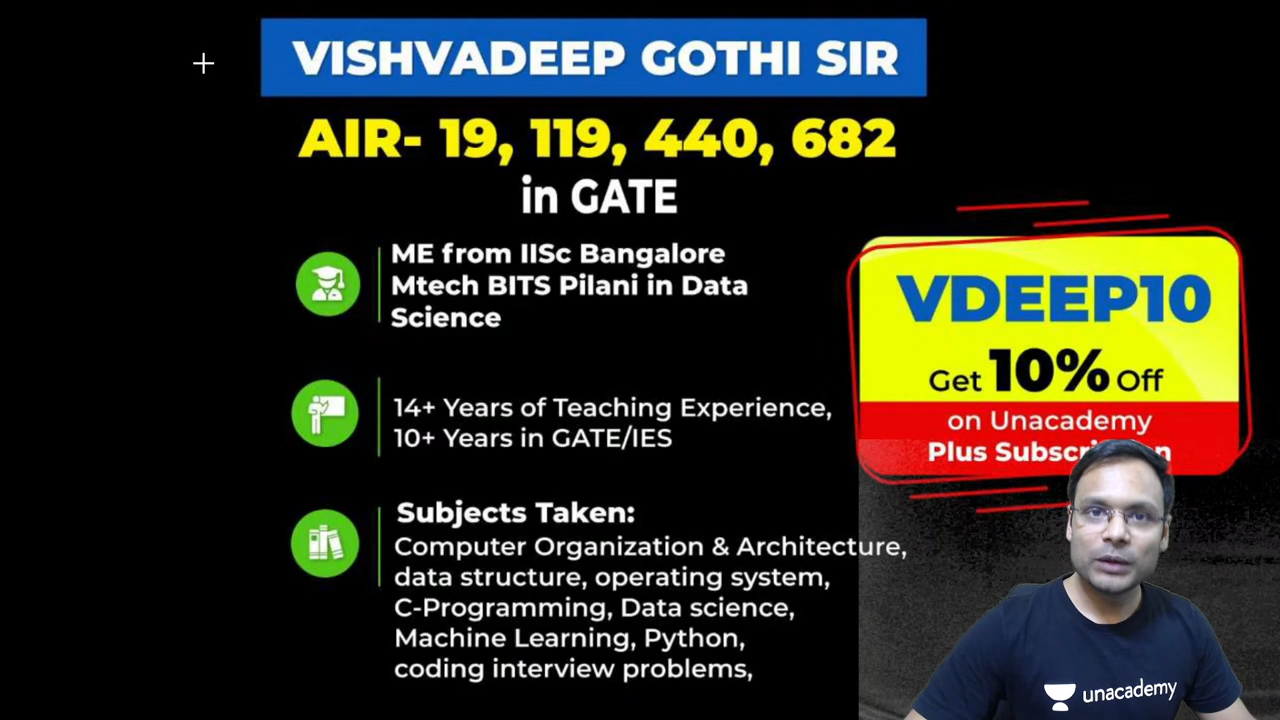 VISHVADEEP GOTHI SIR
AIR- 19, 119, 440, 682
in GATE
ME from IISc Bangalore
Mtech BITS Pilani in Data
Science
14+ Years of Teaching Experience,
10+ Years in GATE/IES
Subjects Taken:
Computer Organization & Architecture,
data structure, operating system,
C-Programming, Data science,
Machine Learning, Python,
coding interview problems,
VDEEP10
Get 10% Off
on Unacademy
Plus
unacademy